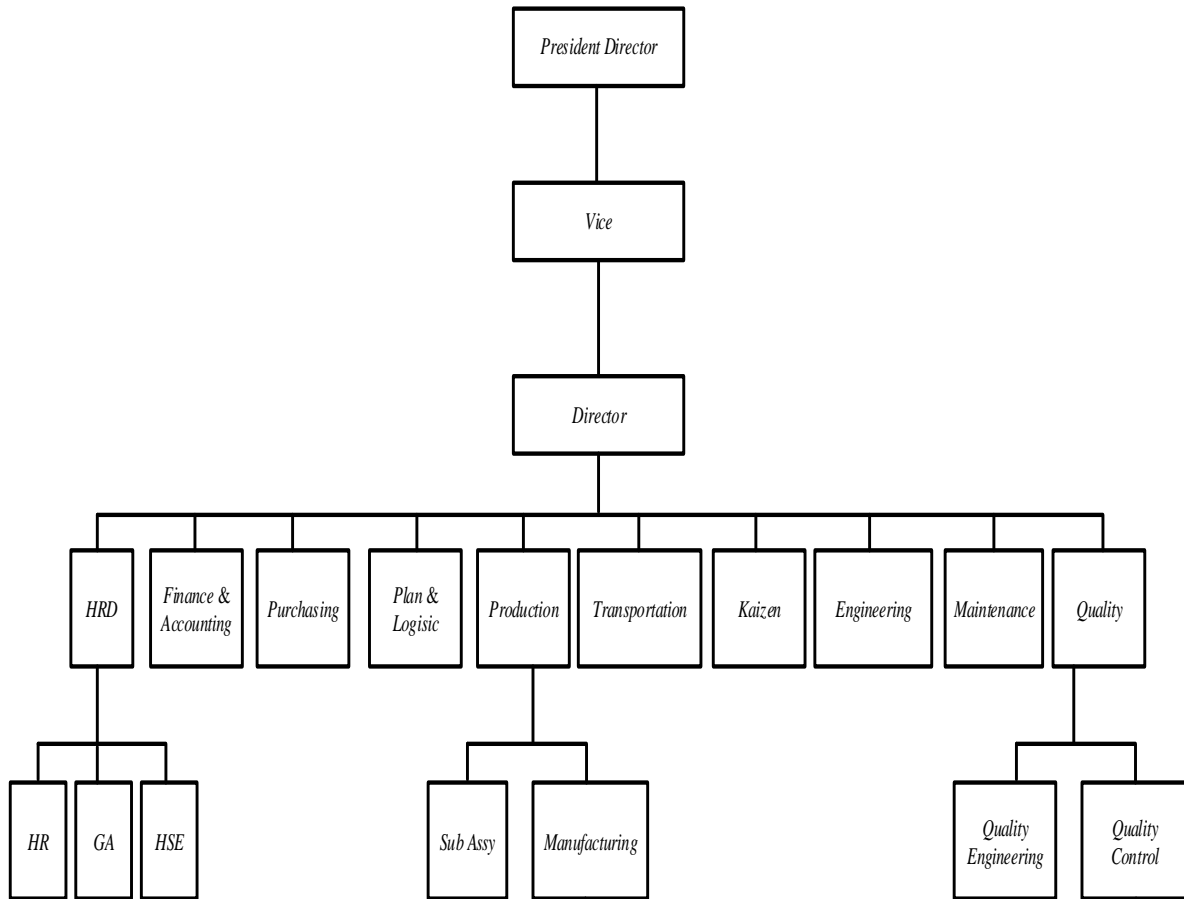 President Director
Vice
Director
HRD
Finance &
Accounting
Purchasing
Plan &
Logisic
Production
Transportation
Kaizen
Engineering
Maintenance
Quality
HR
GA
HSE
Sub Assy
Manufacturing
Quality
Engineering
Quality
Control